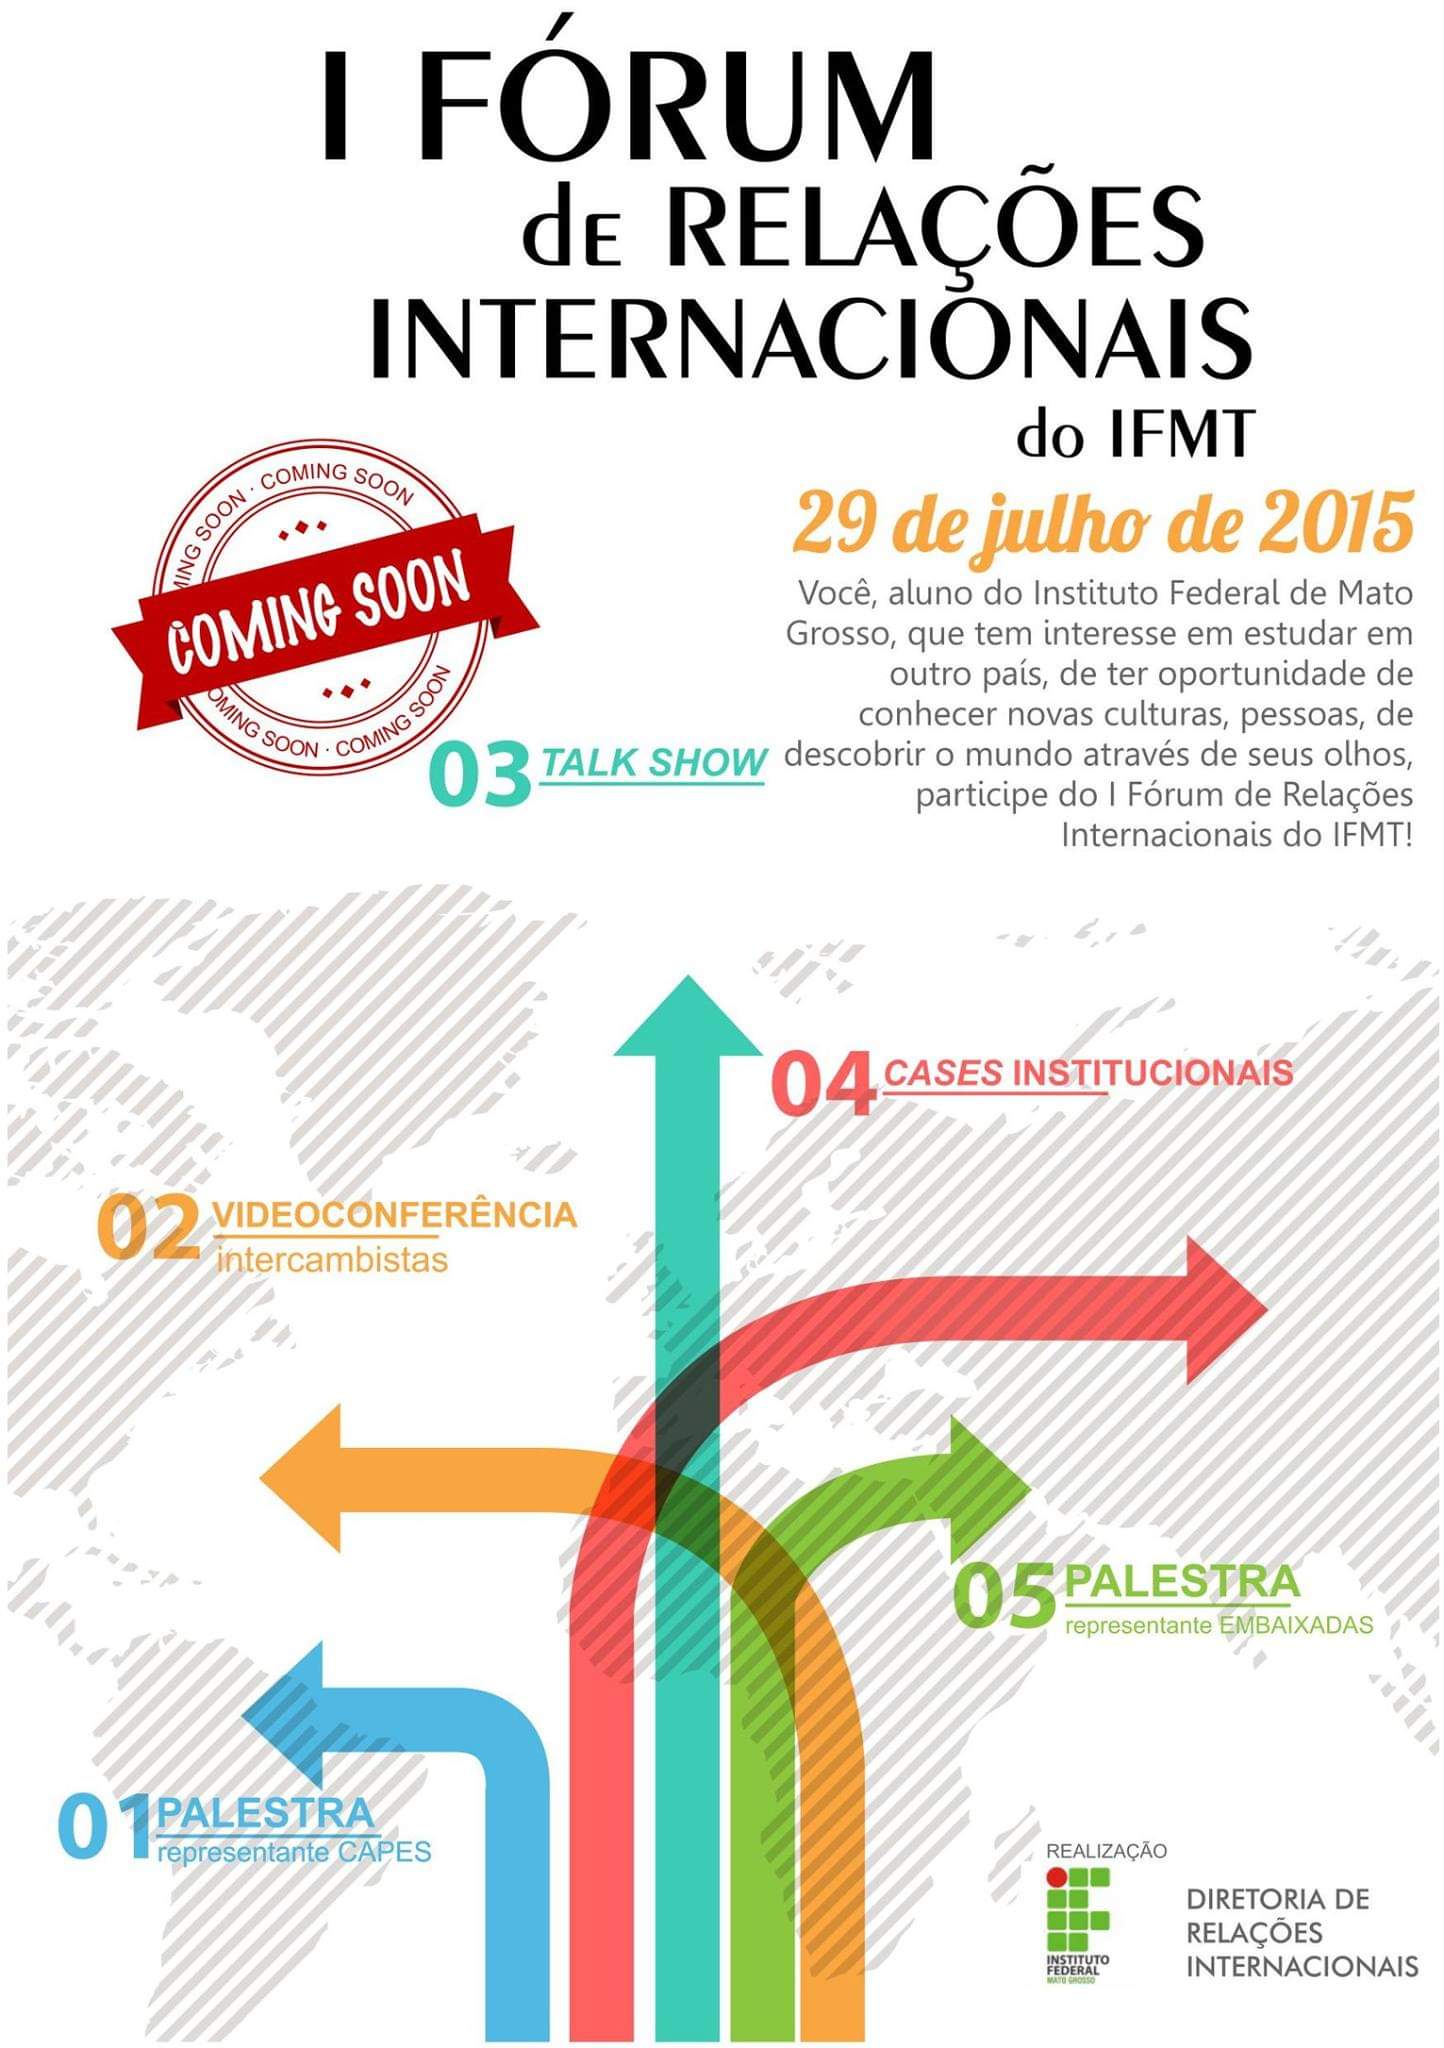 I FÓRUM
dE RELAÇÕES
INTERNACIONAIS
do IFMT
29 de julho de 2015
Você, aluno do Instituto Federal de Mato
Grosso, que tem interesse em estudar em
outro país, de ter oportunidade de
conhecer novas culturas, pessoas, de
descobrir o mundo através de seus olhos,
participe do I Fórum de Relações
Internacionais do IFMT!
MING SOON · COMING SOON
COMING SOON
OMING SOON · COMING SOON
03 TALK SHOW
04 CASES INSTITUCIONAIS
02 VIDEOCONFERÊNCIA
intercambistas
05 PALESTRA
representante EMBAIXADAS
01 PALESTRA
representante CAPES
REALIZAÇÃO
INSTITUTO
FEDERAL
MATO GROSSO
DIRETORIA DE
RELAÇÕES
INTERNACIONAIS